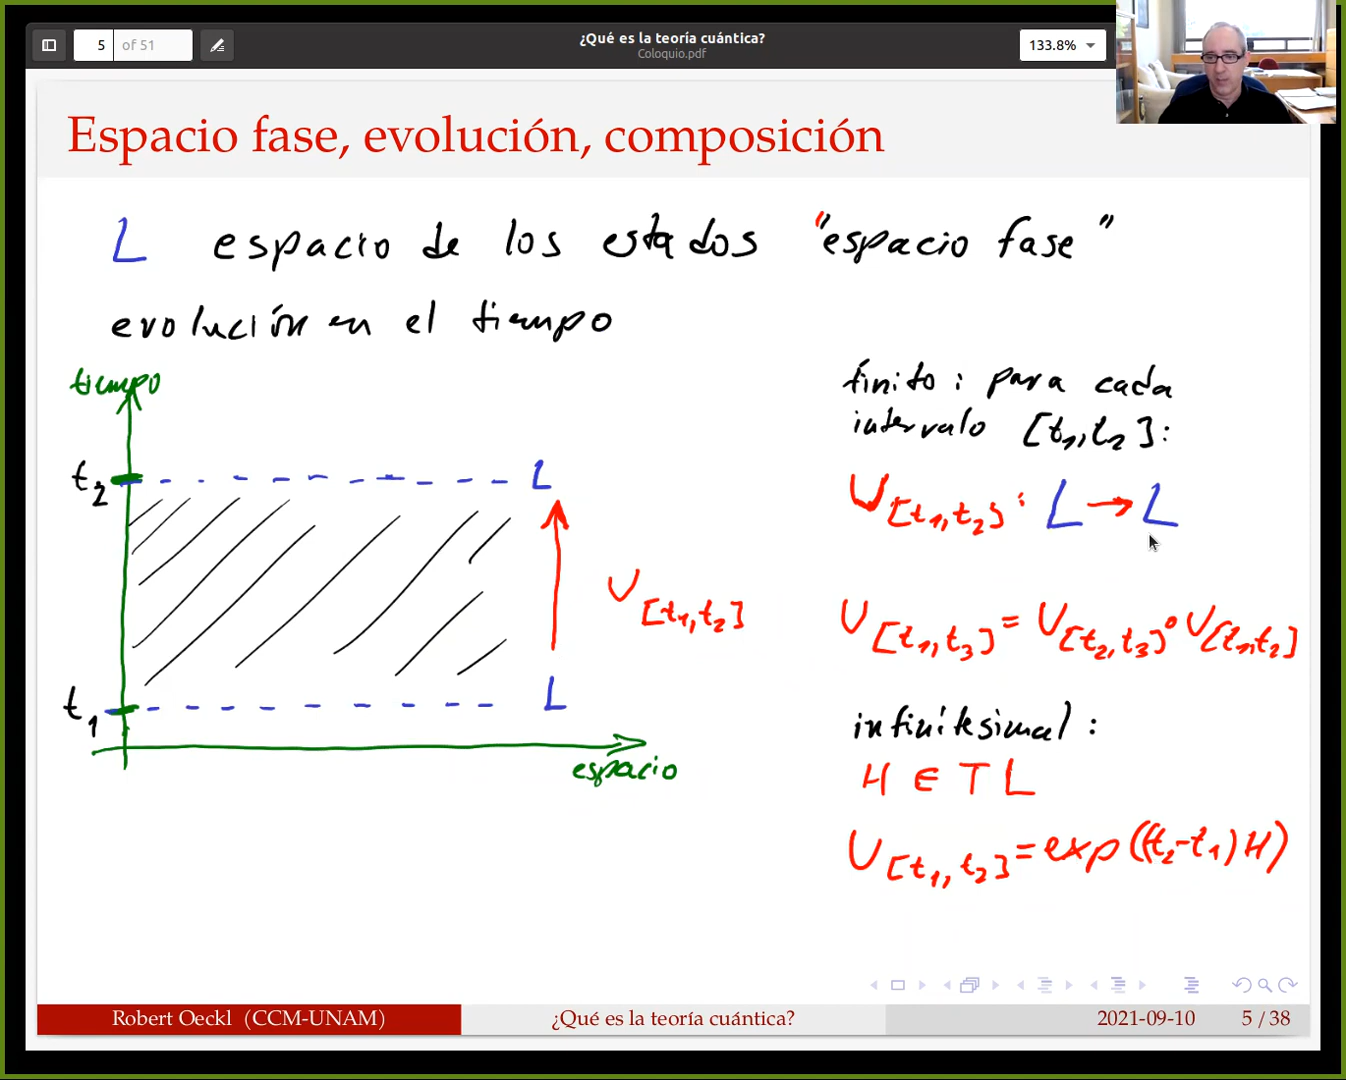 5 of 51
¿Qué es la teoría cuántica?
Coloquio.pdf
133.8%
Espacio fase, evolución, composición
L espacio de los estados "espacio fase"
evolución en el tiempo
tiempo
t₂
L
U[t₁,t₂]
t₁
L
espacio
finito: para cada
intervalo [t₁,t₂]:
U[t₁,t₂]: L → L
U[t₁,t₃] = U[t₂,t₃] ∘ U[t₁,t₂]
infinitesimal:
H ∈ T L
U[t₁,t₂] = exp((t₂-t₁)H)
Robert Oeckl (CCM-UNAM)
¿Qué es la teoría cuántica?
2021-09-10
5 / 38